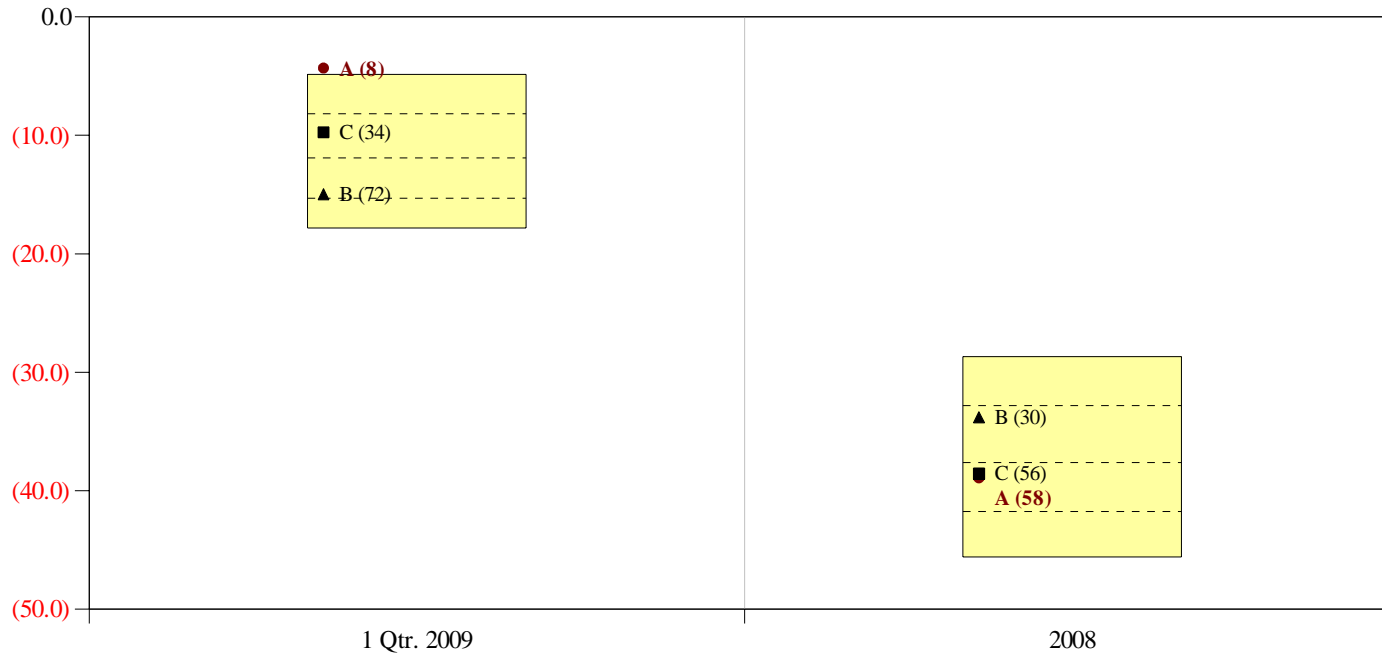 0.0
A (8)
(10.0)
C (34)
B (72)
(20.0)
(30.0)
B (30)
C (56)
(40.0)
A (58)
(50.0)
1 Qtr. 2009
2008